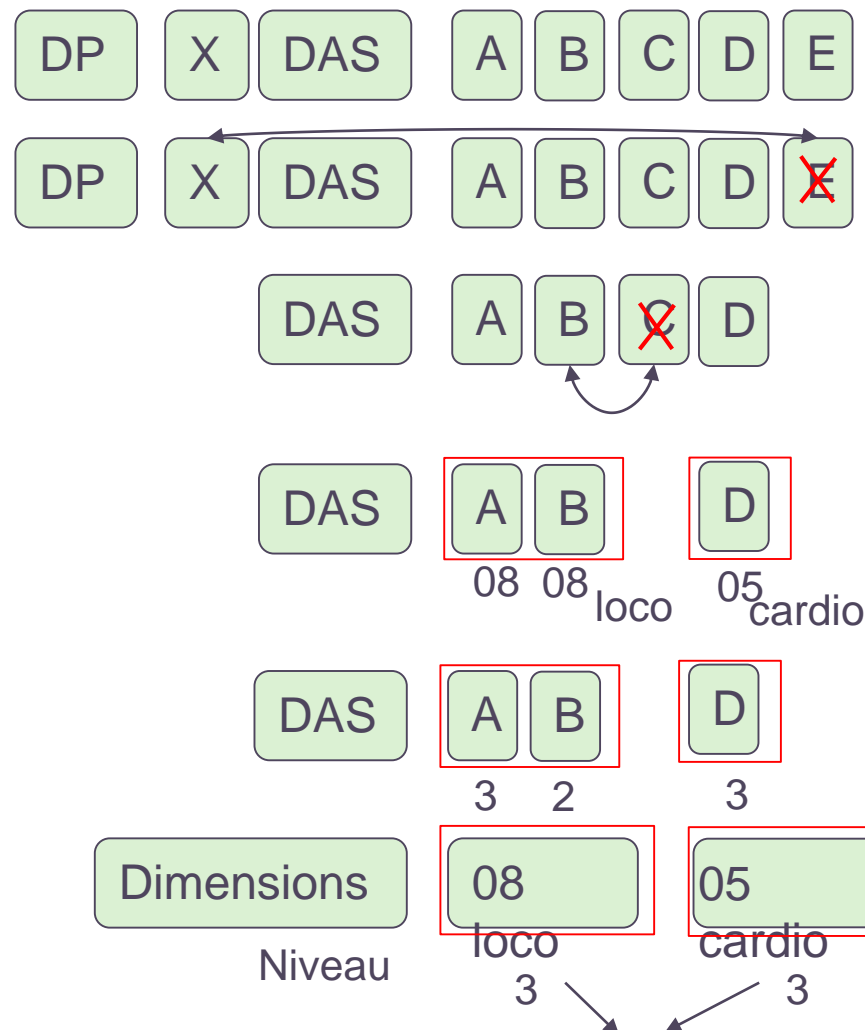 DP X DAS A B C D E
DP X DAS A B C D E
DAS A B C D
DAS A B D
08 08 loco 05 cardio
DAS A B D
3 2 3
Dimensions 08 05
loco cardio
Niveau 3 3